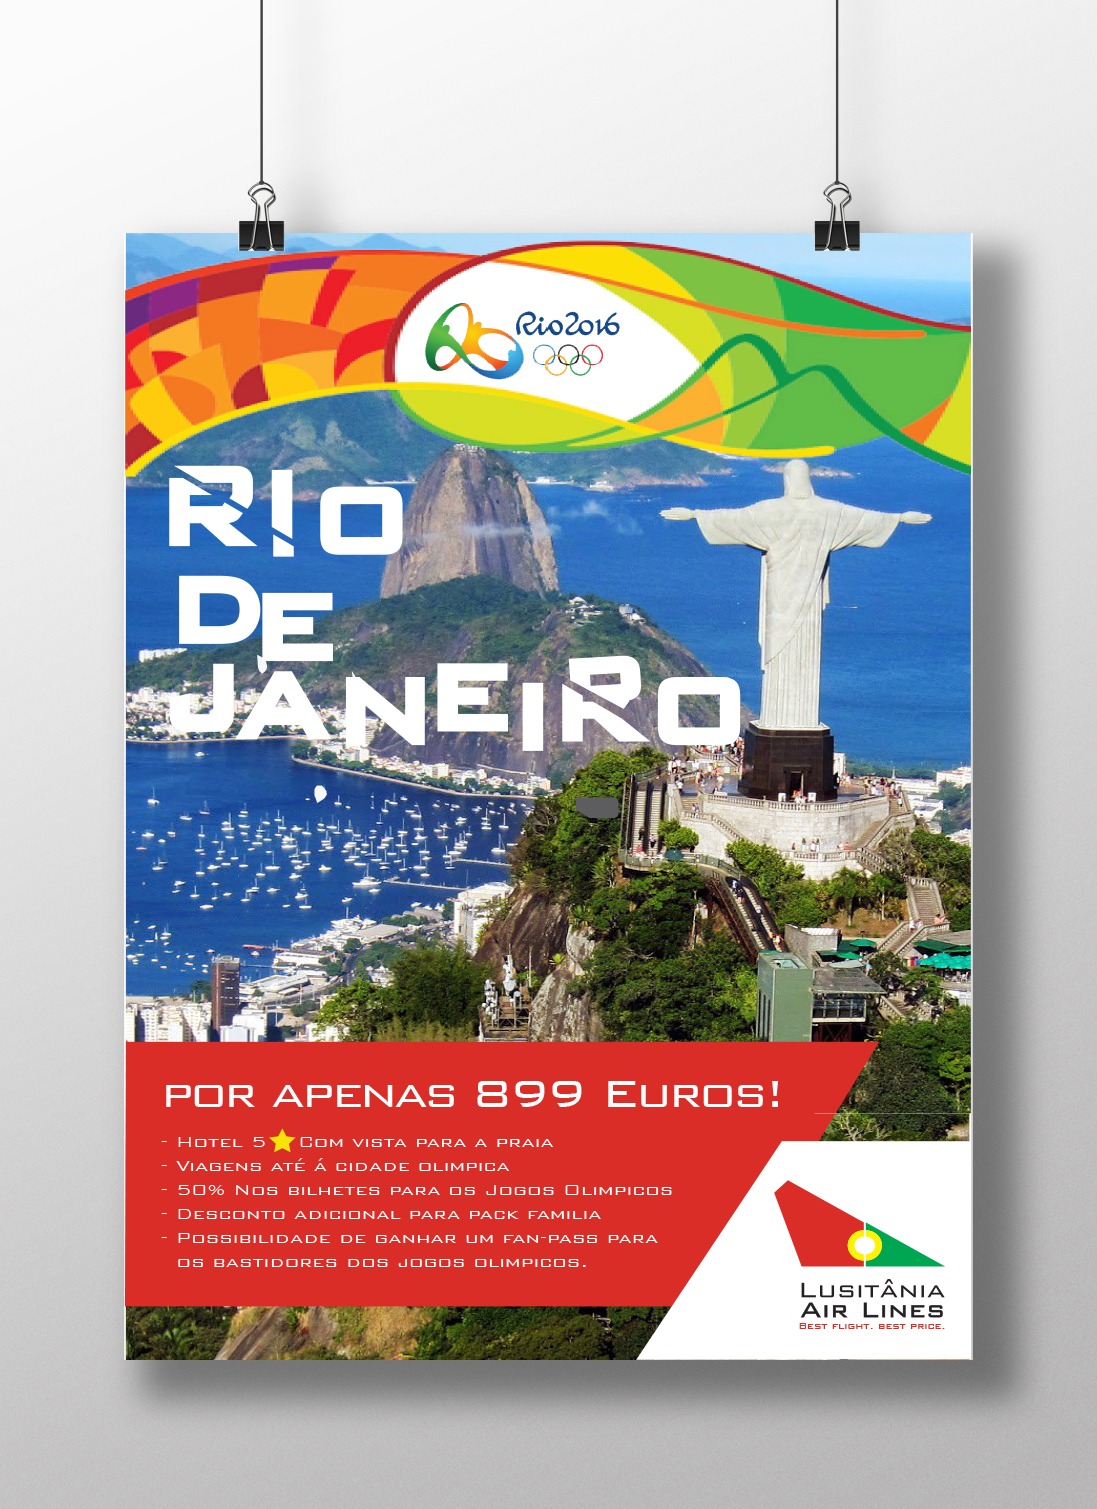 Rio2016
RIO
DE
JANEIRO
POR APENAS 899 EUROS!
- HOTEL 5 COM VISTA PARA A PRAIA
- VIAGENS ATÉ Á CIDADE OLIMPICA
- 50% NOS BILHETES PARA OS JOGOS OLIMPICOS
- DESCONTO ADICIONAL PARA PACK FAMILIA
- POSSIBILIDADE DE GANHAR UM FAN-PASS PARA
OS BASTIDORES DOS JOGOS OLIMPICOS.
LUSITÂNIA
AIR LINES
BEST FLIGHT. BEST PRICE.